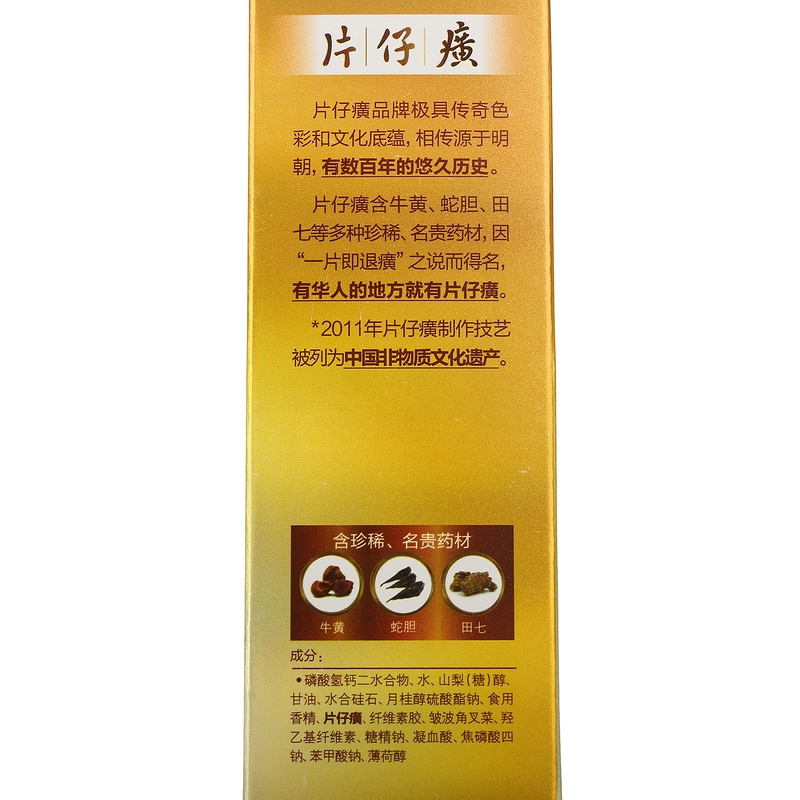 片仔癀
片仔癀品牌极具传奇色
彩和文化底蕴，相传源于明
朝，有数百年的悠久历史。
片仔癀含牛黄、蛇胆、田
七等多种珍稀、名贵药材，因
“一片即退癀”之说而得名，
有华人的地方就有片仔癀。
*2011年片仔癀制作技艺
被列为中国非物质文化遗产。
含珍稀、名贵药材
牛黄 蛇胆 田七
成分：
•磷酸氢钙二水合物、水、山梨(糖)醇、
甘油、水合硅石、月桂醇硫酸酯钠、食用
香精、片仔癀、纤维素胶、皱波角叉菜、羟
乙基纤维素、糖精钠、凝血酸、焦磷酸四
钠、苯甲酸钠、薄荷醇